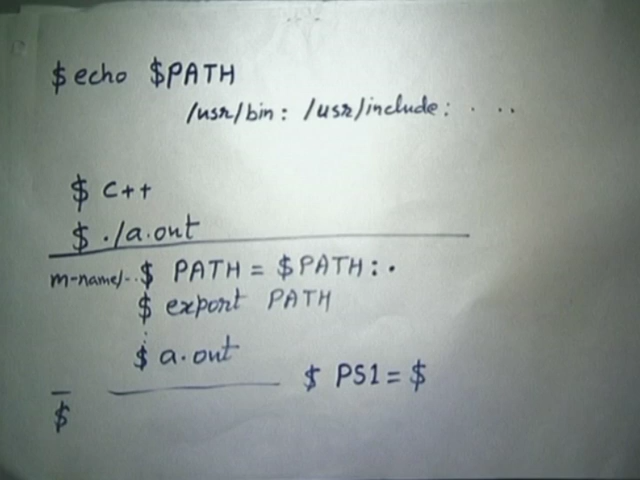 $ echo $PATH
/usr/bin: /usr/include: . ..
$ C++
$ ./a.out
m-name/-..$ PATH = $PATH:.
$ export PATH
:
$ a.out
$ PS1= $
$